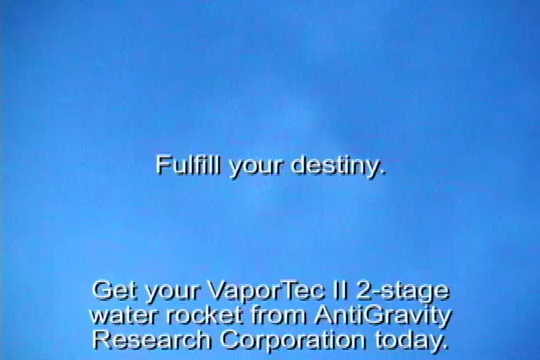 Fulfill your destiny.
Get your VaporTec II 2-stage
water rocket from AntiGravity
Research Corporation today.